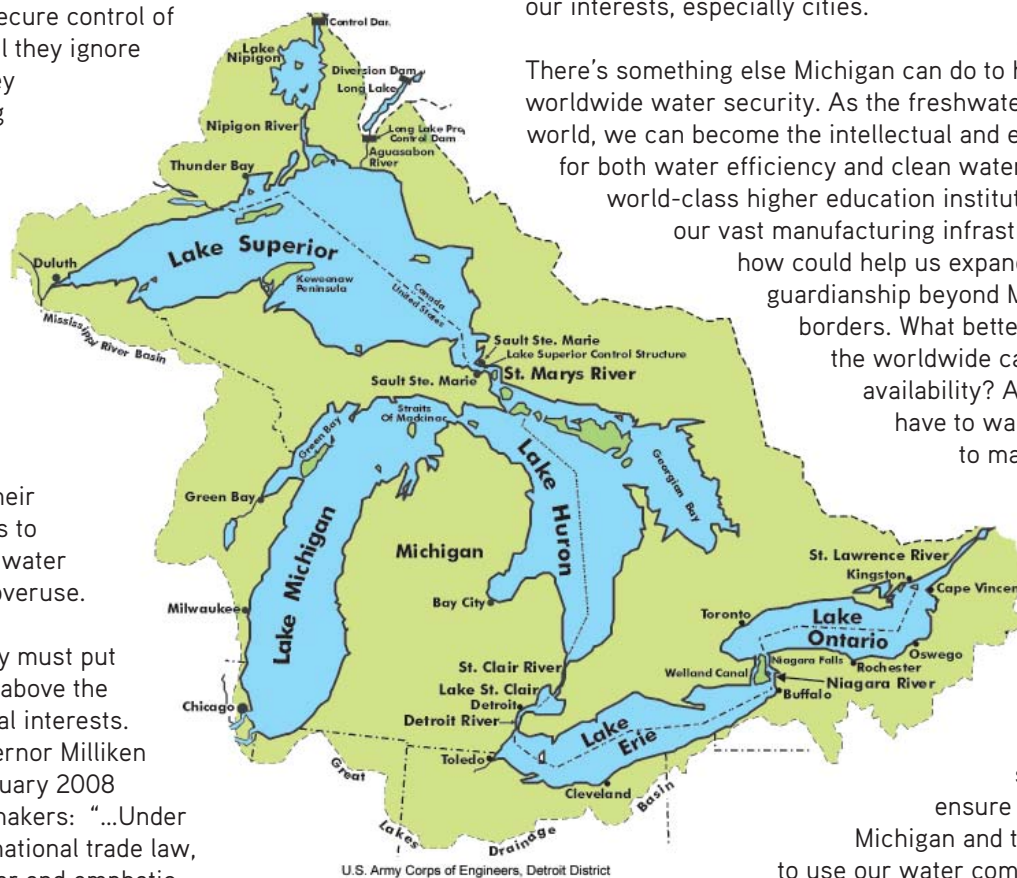 ecure control of
l they ignore
ey
g
heir
s to
water
overuse.
y must put
above the
al interests.
ernor Milliken
uary 2008
makers: “...Under
national trade law,
our interests, especially cities.
There’s something else Michigan can do to h
worldwide water security. As the freshwate
world, we can become the intellectual and e
for both water efficiency and clean water
world-class higher education institut
our vast manufacturing infrast
how could help us expan
guardianship beyond M
borders. What bette
the worldwide ca
availability? A
have to wa
to ma
s
ensure
Michigan and t
to use our water com
Control Dam
Lake
Nipigon
Diversion Dam
Long Lake
Nipigon River
Long Lake Pro.
Control Dam
Aguasabon
River
Thunder Bay
Lake Superior
Duluth
Keweenaw
Peninsula
Canada
United States
Mississippi River Basin
Sault Ste. Marie
Lake Superior Control Structure
St. Marys River
Sault Ste. Marie
Straits
Of Mackinac
Green Bay
Green Bay
Lake Huron
Georgian Bay
Lake Michigan
Michigan
Bay City
Milwaukee
St. Lawrence River
Kingston
Cape Vincen
Toronto
Lake
Ontario
Oswego
Rochester
Niagara Falls
Welland Canal
Niagara River
Buffalo
St. Clair River
Lake St. Clair
Detroit
Detroit River
Chicago
Lake
Erie
Toledo
Cleveland
Great
Lakes
Drainage
Basin
U.S. Army Corps of Engineers, Detroit District